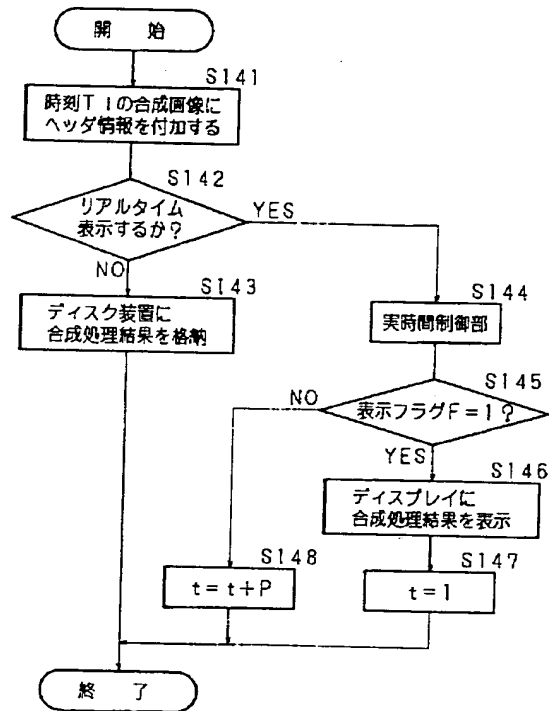 開 始
S141
時刻TIの合成画像に
ヘッダ情報を付加する
S142
リアルタイム
表示するか?
YES
NO
S143
ディスク装置に
合成処理結果を格納
S144
実時間制御部
S145
表示フラグF=1?
NO
YES
S146
ディスプレイに
合成処理結果を表示
S147
t=1
S148
t=t+P
終 了